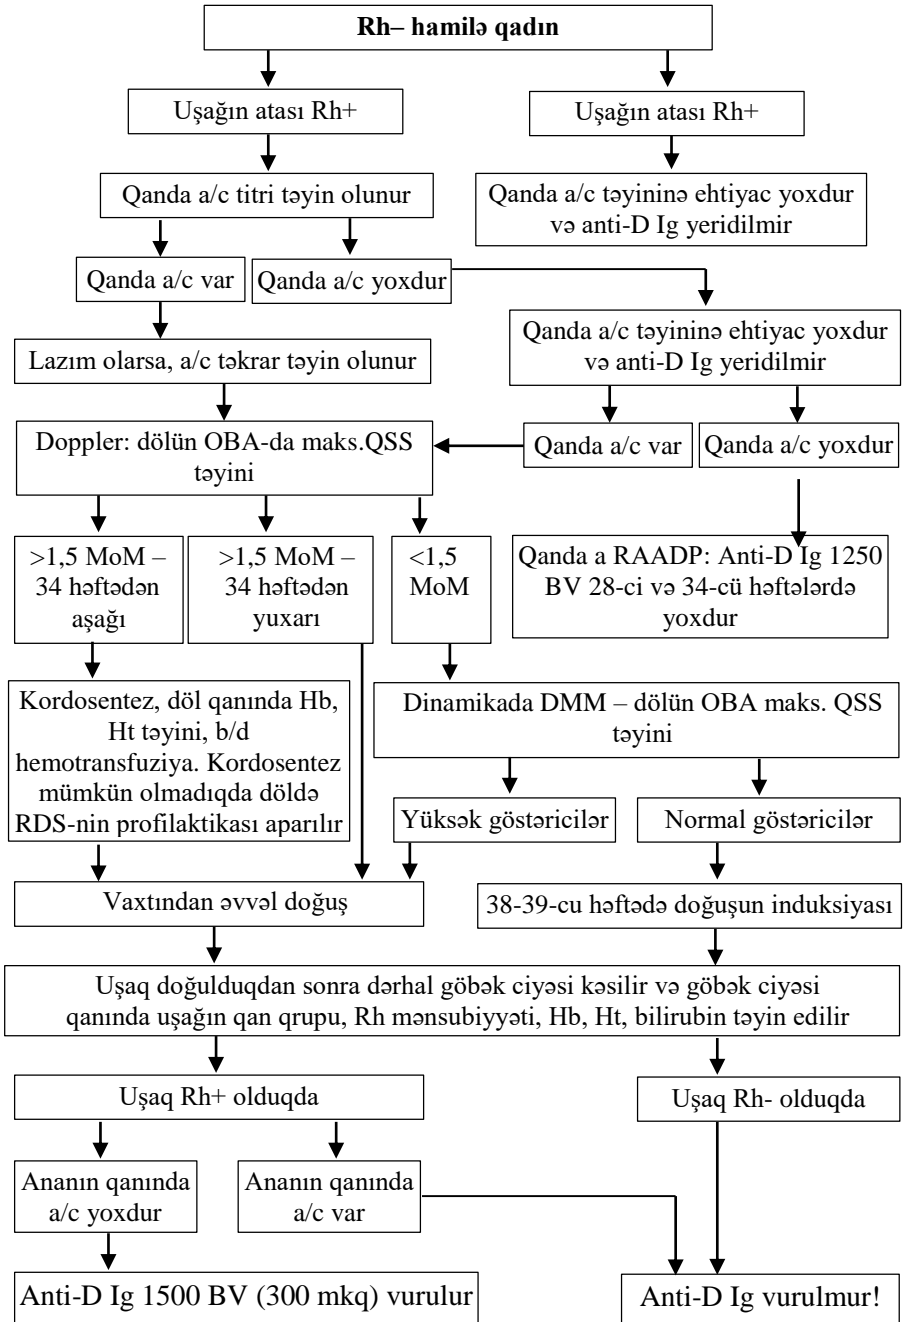 Rh– hamilə qadın
Uşağın atası Rh+
Uşağın atası Rh+
Qanda a/c titri təyin olunur
Qanda a/c təyininə ehtiyac yoxdur
və anti-D Ig yeridilmir
Qanda a/c var
Qanda a/c yoxdur
Qanda a/c təyininə ehtiyac yoxdur
və anti-D Ig yeridilmir
Lazım olarsa, a/c təkrar təyin olunur
Doppler: dölün OBA-da maks.QSS
təyini
Qanda a/c var
Qanda a/c yoxdur
>1,5 MoM –
34 həftədən
aşağı
>1,5 MoM –
34 həftədən
yuxarı
<1,5
MoM
Qanda a RAADP: Anti-D Ig 1250
BV 28-ci və 34-cü həftələrdə
yoxdur
Kordosentez, döl qanında Hb,
Ht təyini, b/d
hemotransfuziya. Kordosentez
mümkün olmadıqda döldə
RDS-nin profilaktikası aparılır
Dinamikada DMM – dölün OBA maks. QSS
təyini
Yüksək göstəricilər
Normal göstəricilər
Vaxtından əvvəl doğuş
38-39-cu həftədə doğuşun induksiyası
Uşaq doğulduqdan sonra dərhal göbək ciyəsi kəsilir və göbək ciyəsi
qanında uşağın qan qrupu, Rh mənsubiyyəti, Hb, Ht, bilirubin təyin edilir
Uşaq Rh+ olduqda
Uşaq Rh- olduqda
Ananın qanında
a/c yoxdur
Ananın qanında
a/c var
Anti-D Ig 1500 BV (300 mkq) vurulur
Anti-D Ig vurulmur!